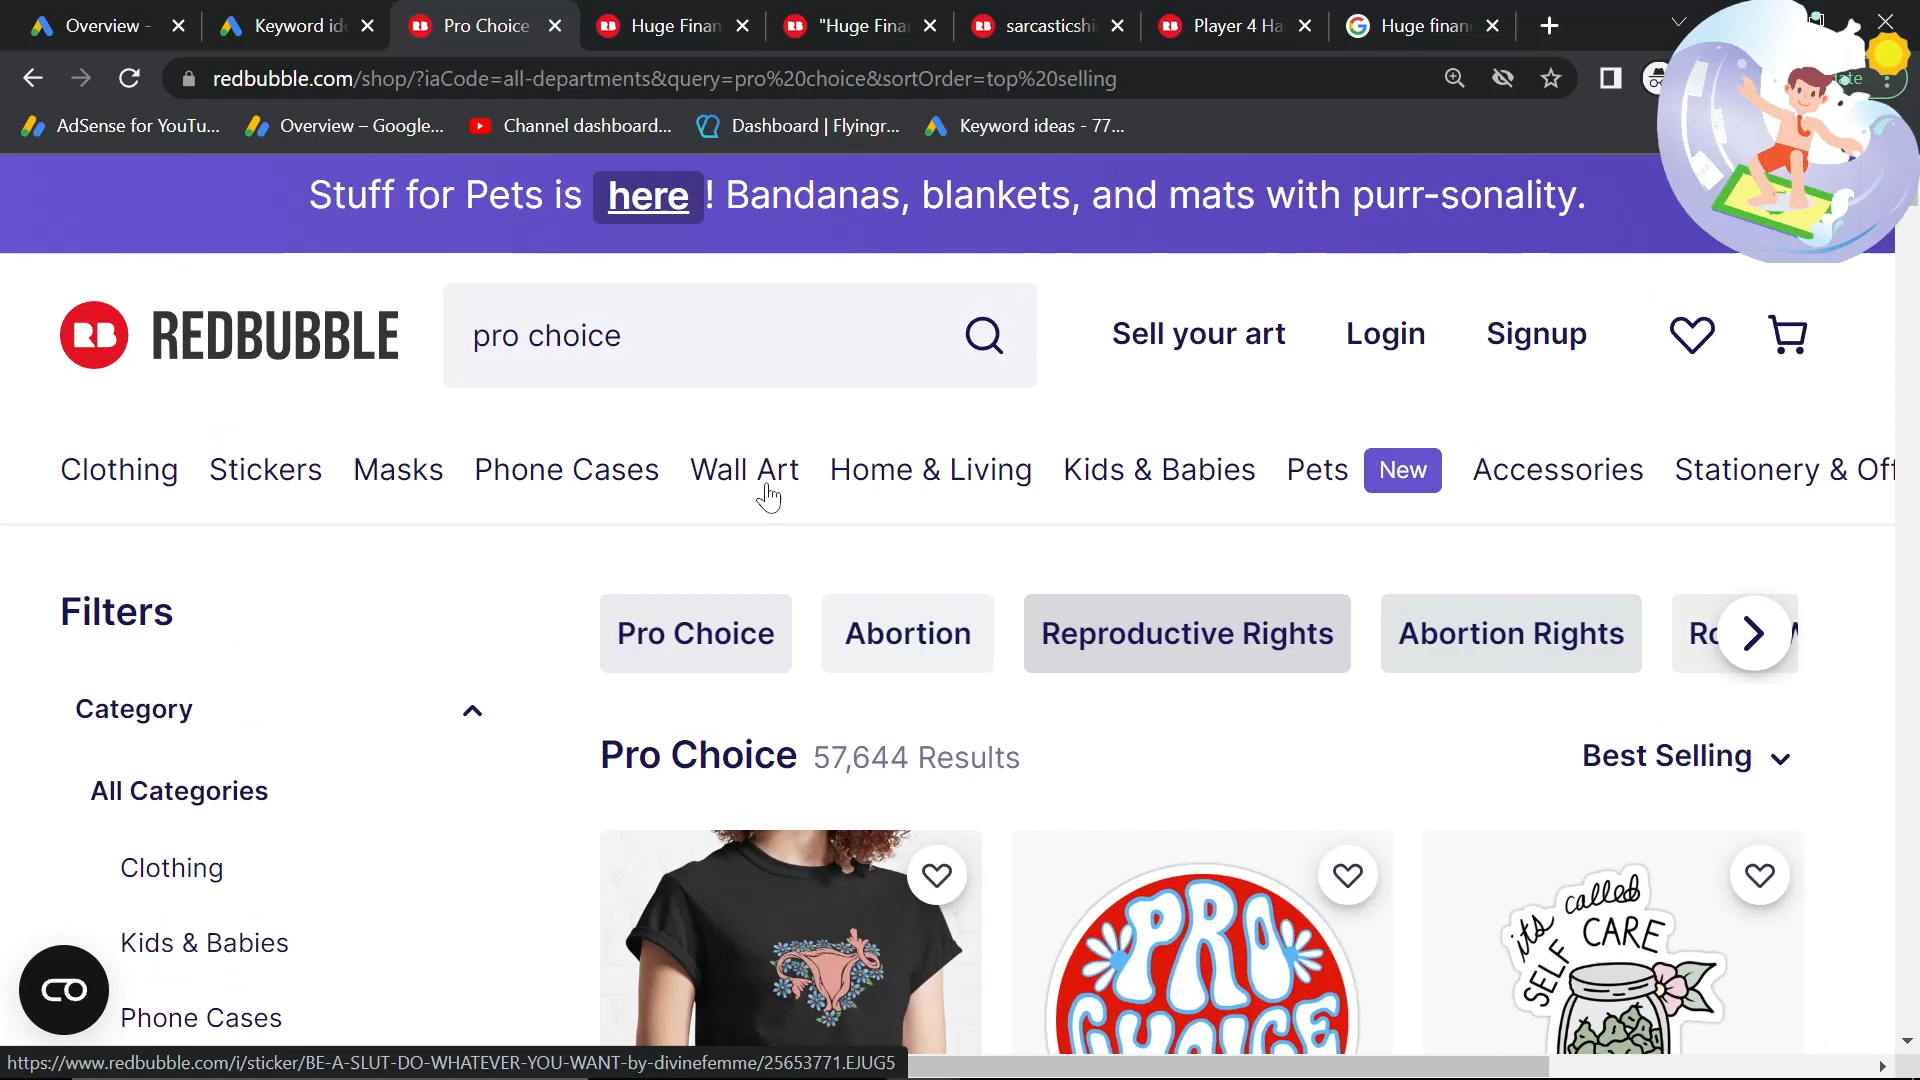 Overview -
Keyword id
Pro Choice
Huge Finan
"Huge Fina
sarcasticshi
Player 4 Ha
Huge financ
redbubble.com/shop/?iaCode=all-departments&query=pro%20choice&sortOrder=top%20selling
AdSense for YouTu...
Overview – Google...
Channel dashboard...
Dashboard | Flyingr...
Keyword ideas - 77...
Stuff for Pets is here! Bandanas, blankets, and mats with purr-sonality.
RB REDBUBBLE
pro choice
Sell your art
Login
Signup
Clothing Stickers Masks Phone Cases Wall Art Home & Living Kids & Babies Pets New Accessories Stationery & Off
Filters
Pro Choice
Abortion
Reproductive Rights
Abortion Rights
Category
Pro Choice 57,644 Results
Best Selling
All Categories
Clothing
Kids & Babies
Phone Cases
PRO
CHOICE
it's called
SELF CARE
https://www.redbubble.com/i/sticker/BE-A-SLUT-DO-WHATEVER-YOU-WANT-by-divinefemme/25653771.EJUG5